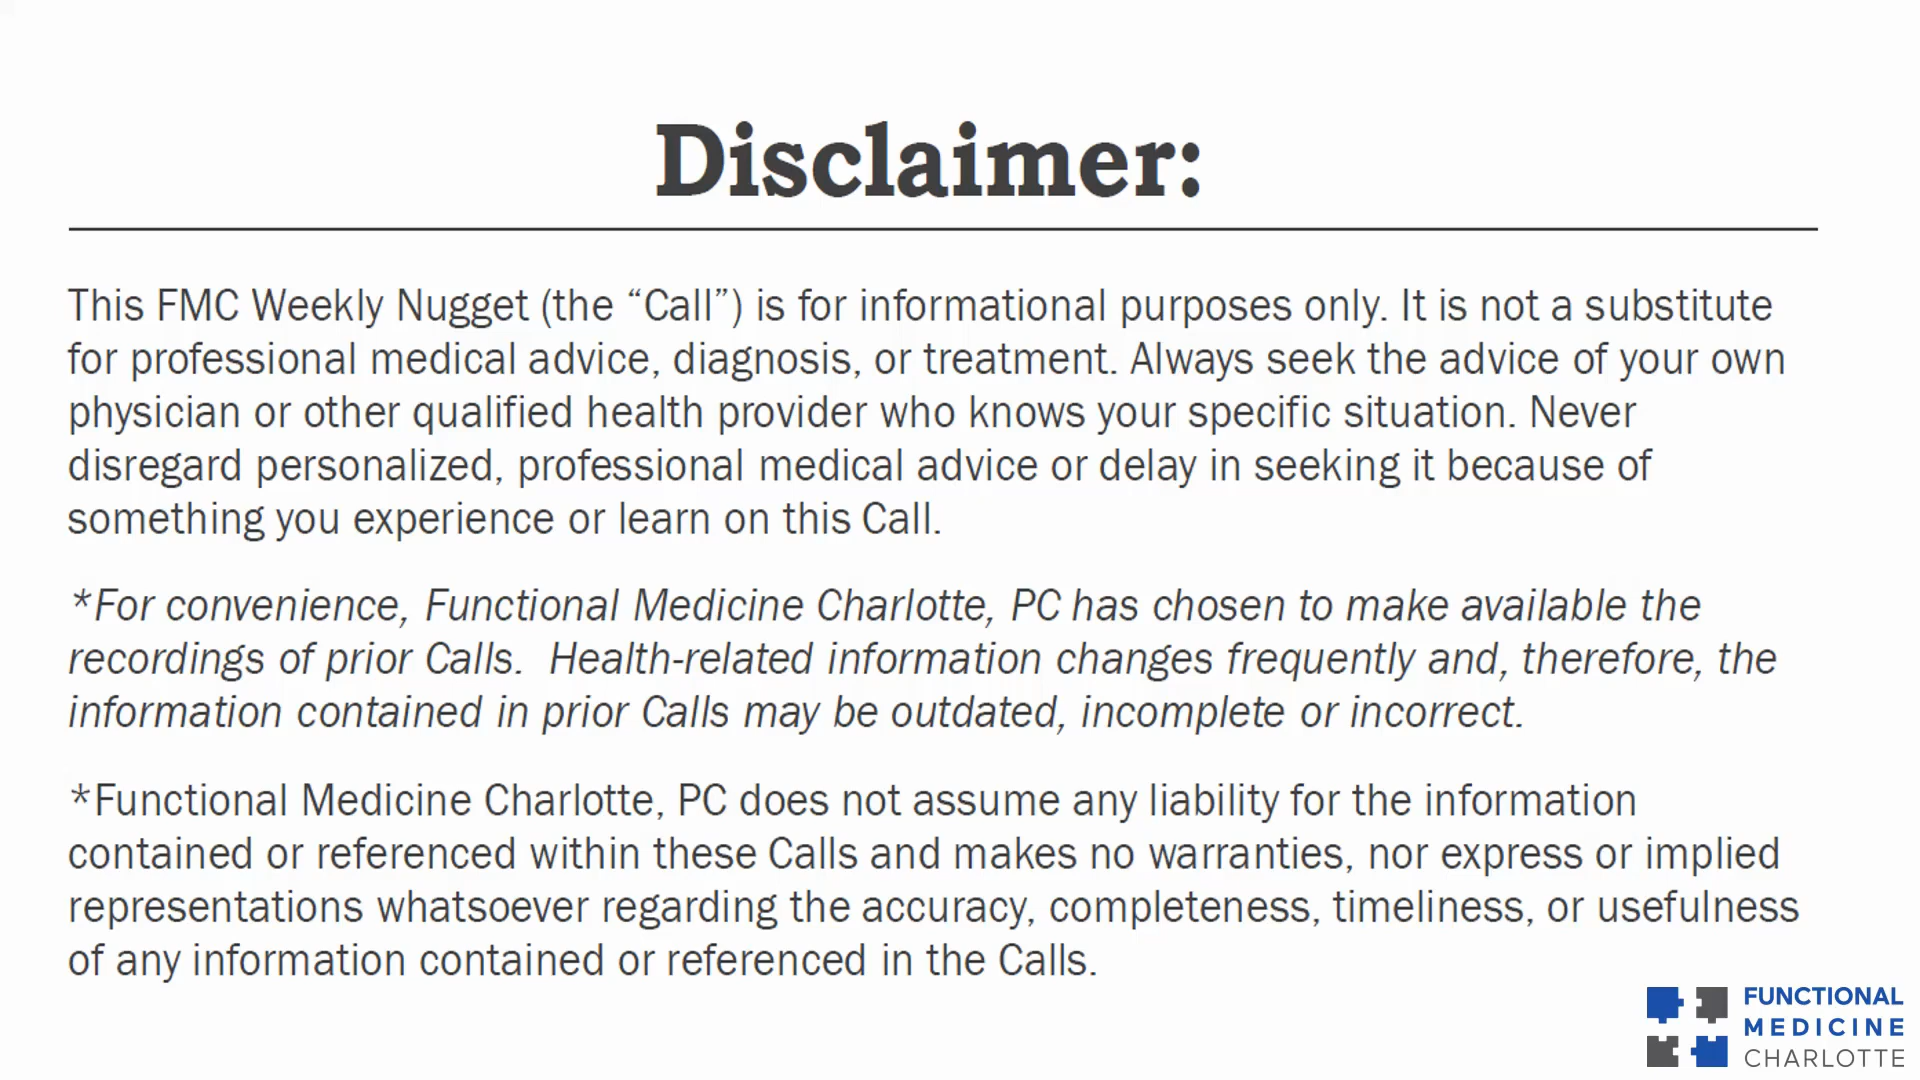 Disclaimer:
This FMC Weekly Nugget (the “Call”) is for informational purposes only. It is not a substitute
for professional medical advice, diagnosis, or treatment. Always seek the advice of your own
physician or other qualified health provider who knows your specific situation. Never
disregard personalized, professional medical advice or delay in seeking it because of
something you experience or learn on this Call.
*For convenience, Functional Medicine Charlotte, PC has chosen to make available the
recordings of prior Calls.  Health-related information changes frequently and, therefore, the
information contained in prior Calls may be outdated, incomplete or incorrect.
*Functional Medicine Charlotte, PC does not assume any liability for the information
contained or referenced within these Calls and makes no warranties, nor express or implied
representations whatsoever regarding the accuracy, completeness, timeliness, or usefulness
of any information contained or referenced in the Calls.
FUNCTIONAL
MEDICINE
CHARLOTTE